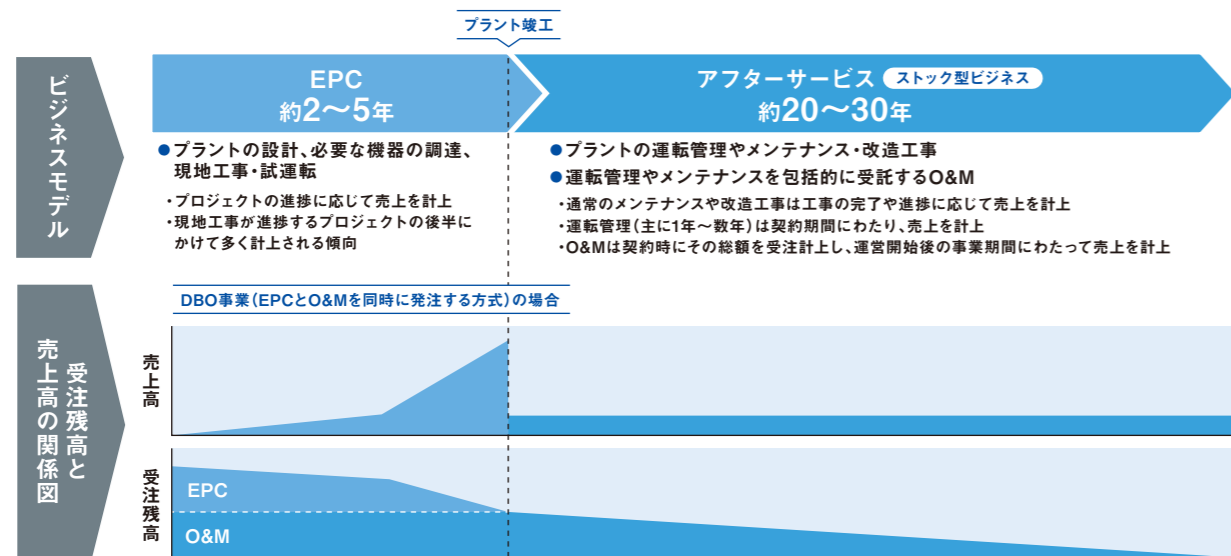 プラント竣工
ビジネスモデル
EPC
約2〜5年
アフターサービス ストック型ビジネス
約20〜30年
●プラントの設計、必要な機器の調達、
現地工事・試運転
・プロジェクトの進捗に応じて売上を計上
・現地工事が進捗するプロジェクトの後半に
かけて多く計上される傾向
●プラントの運転管理やメンテナンス・改造工事
●運転管理やメンテナンスを包括的に受託するO&M
・通常のメンテナンスや改造工事は工事の完了や進捗に応じて売上を計上
・運転管理(主に1年〜数年)は契約期間にわたり、売上を計上
・O&Mは契約時にその総額を受注計上し、運営開始後の事業期間にわたって売上を計上
受注残高と
売上高の関係図
DBO事業(EPCとO&Mを同時に発注する方式)の場合
売上高
受注残高
EPC
O&M